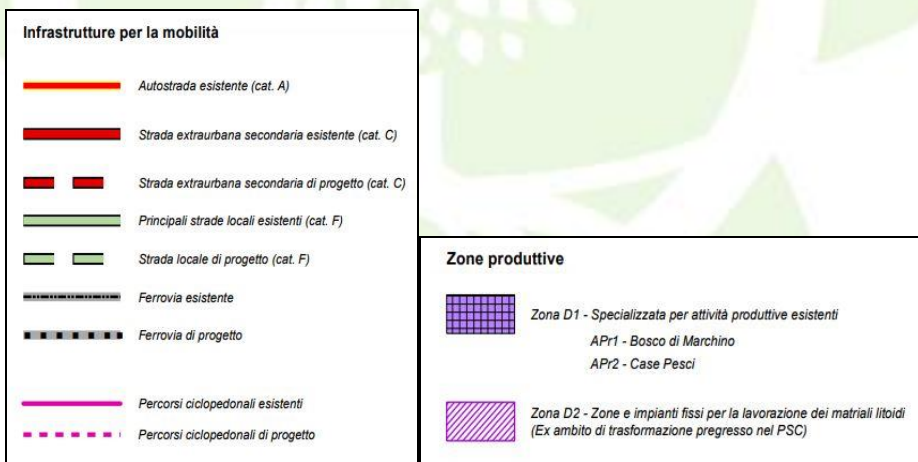 Infrastrutture per la mobilità
Autostrada esistente (cat. A)
Strada extraurbana secondaria esistente (cat. C)
Strada extraurbana secondaria di progetto (cat. C)
Principali strade locali esistenti (cat. F)
Strada locale di progetto (cat. F)
Ferrovia esistente
Ferrovia di progetto
Percorsi ciclopedonali esistenti
Percorsi ciclopedonali di progetto
Zone produttive
Zona D1 - Specializzata per attività produttive esistenti
APr1 - Bosco di Marchino
APr2 - Case Pesci
Zona D2 - Zone e impianti fissi per la lavorazione dei matriali litoidi
(Ex ambito di trasformazione pregresso nel PSC)